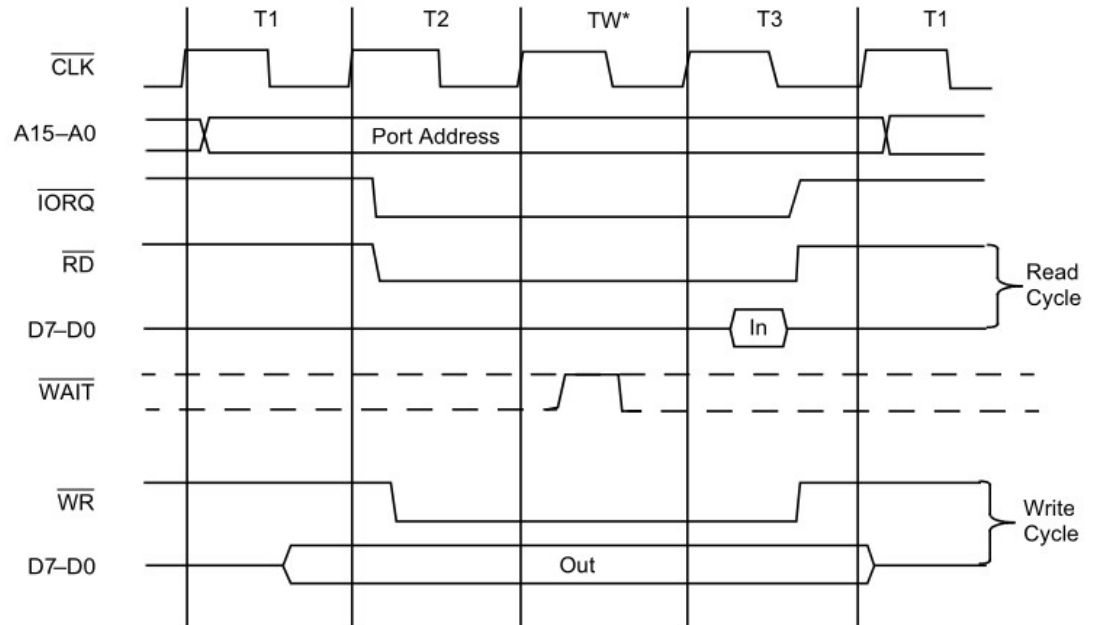 T1 T2 TW* T3 T1
CLK
A15–A0 Port Address
IORQ
RD
Read
Cycle
D7–D0 In
WAIT
WR
Write
Cycle
D7–D0 Out